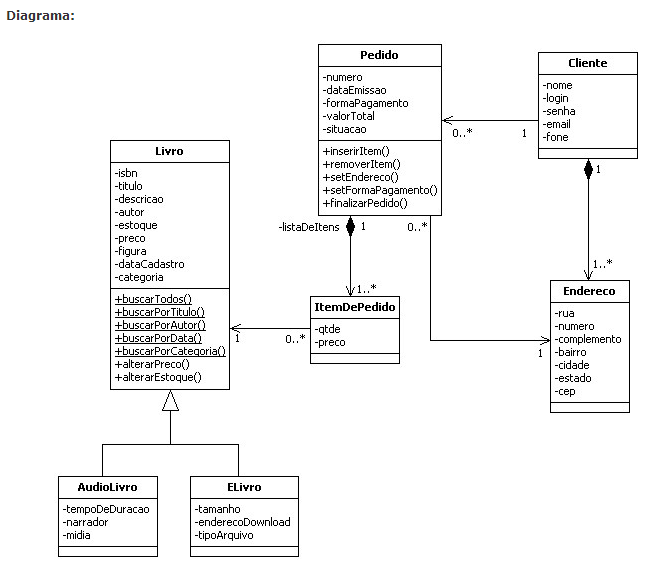 Diagrama:
Pedido
-numero
-dataEmissao
-formaPagamento
-valorTotal
-situacao
+inserirItem()
+removerItem()
+setEndereco()
+setFormaPagamento()
+finalizarPedido()
Cliente
-nome
-login
-senha
-email
-fone
0..*
1
1
1..*
Livro
-isbn
-titulo
-descricao
-autor
-estoque
-preco
-figura
-dataCadastro
-categoria
+buscarTodos()
+buscarPorTitulo()
+buscarPorAutor()
+buscarPorData()
+buscarPorCategoria()
+alterarPreco()
+alterarEstoque()
-listaDeItens
1
1..*
0..*
1
ItemDePedido
-qtde
-preco
1
0..*
Endereco
-rua
-numero
-complemento
-bairro
-cidade
-estado
-cep
AudioLivro
-tempoDeDuracao
-narrador
-midia
ELivro
-tamanho
-enderecoDownload
-tipoArquivo